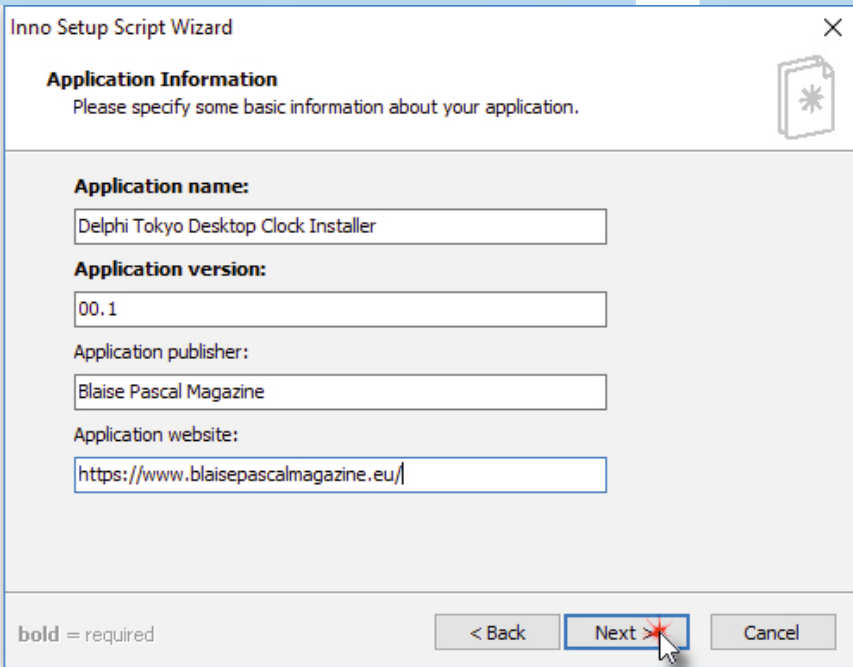 Inno Setup Script Wizard
Application Information
Please specify some basic information about your application.
Application name:
Delphi Tokyo Desktop Clock Installer
Application version:
00.1
Application publisher:
Blaise Pascal Magazine
Application website:
https://www.blaisepascalmagazine.eu/
bold = required
< Back
Next >
Cancel